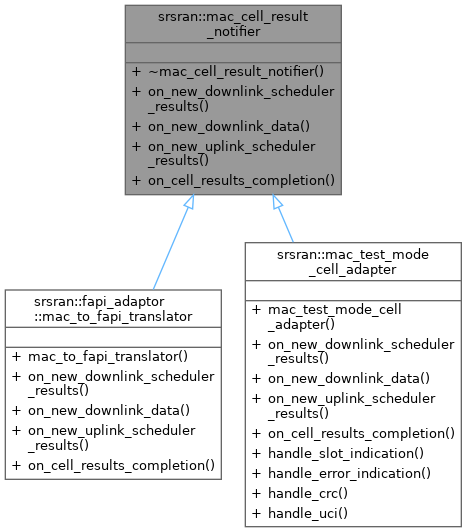 srsran::mac_cell_result
_notifier
+ ~mac_cell_result_notifier()
+ on_new_downlink_scheduler
_results()
+ on_new_downlink_data()
+ on_new_uplink_scheduler
_results()
+ on_cell_results_completion()
srsran::fapi_adaptor
::mac_to_fapi_translator
+ mac_to_fapi_translator()
+ on_new_downlink_scheduler
_results()
+ on_new_downlink_data()
+ on_new_uplink_scheduler
_results()
+ on_cell_results_completion()
srsran::mac_test_mode
_cell_adapter
+ mac_test_mode_cell
_adapter()
+ on_new_downlink_scheduler
_results()
+ on_new_downlink_data()
+ on_new_uplink_scheduler
_results()
+ on_cell_results_completion()
+ handle_slot_indication()
+ handle_error_indication()
+ handle_crc()
+ handle_uci()